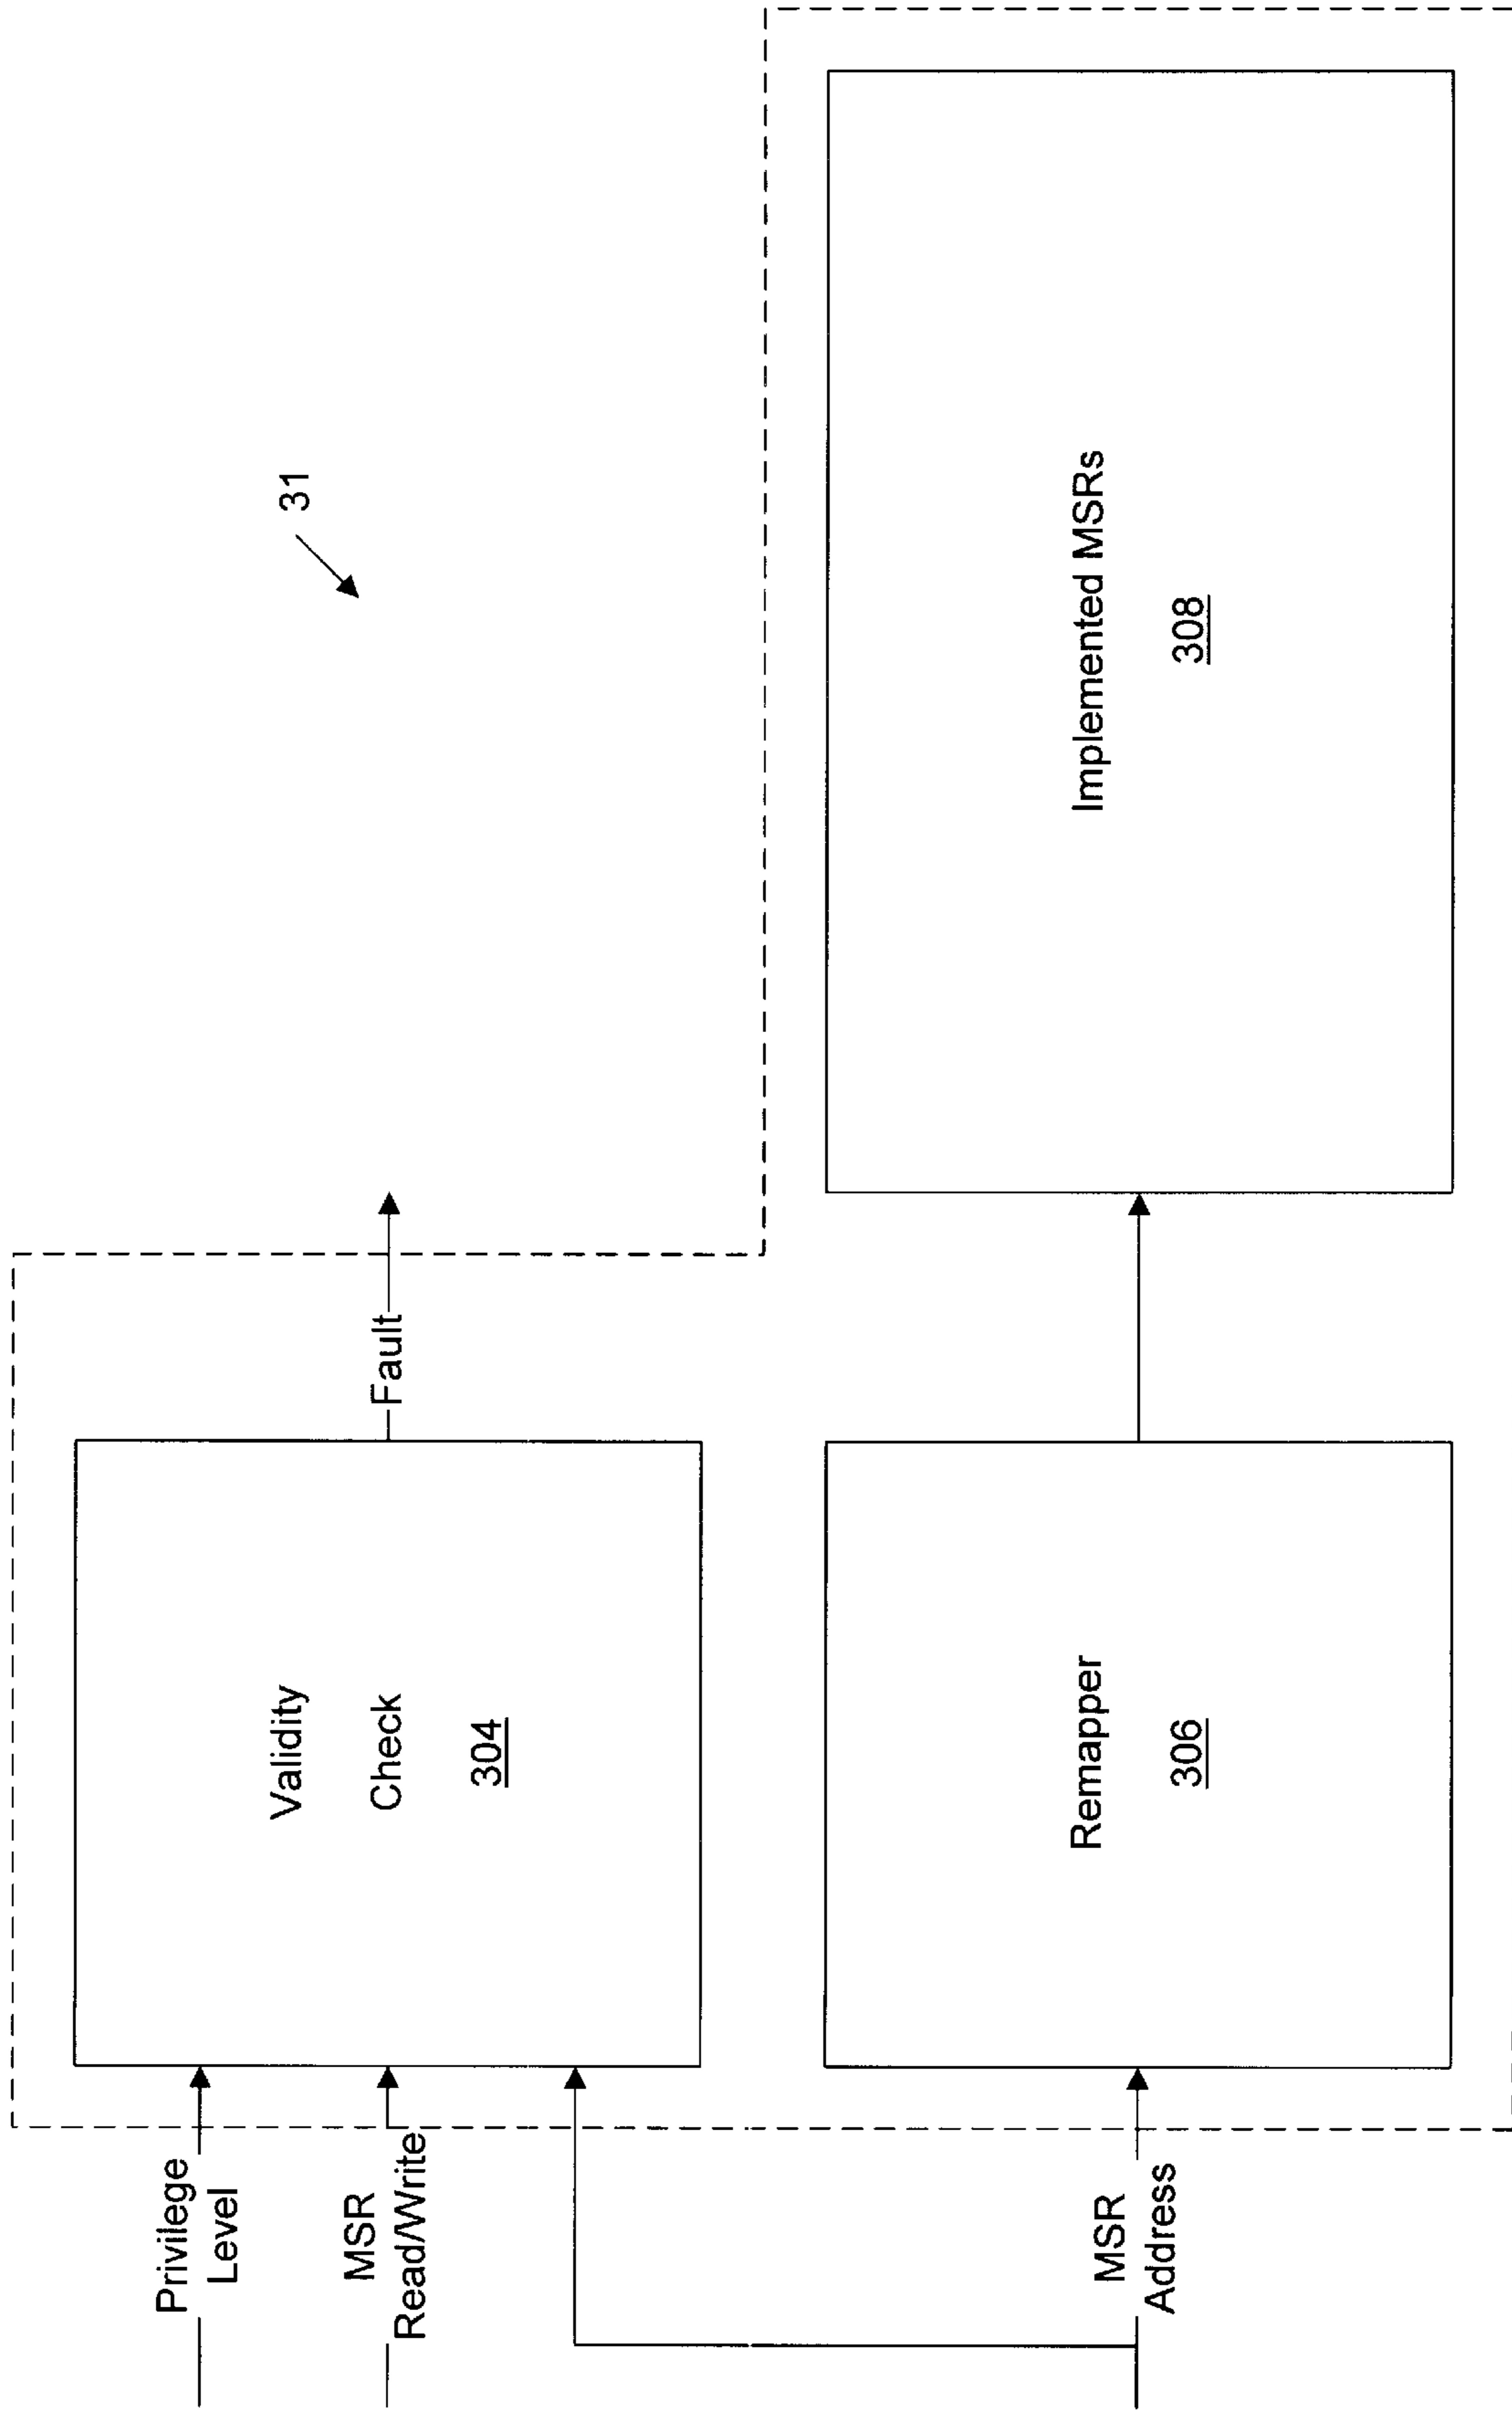 Privilege
Level
MSR
Read/Write
Validity
Check
304
Fault
31
MSR
Address
Remapper
306
Implemented MSRs
308